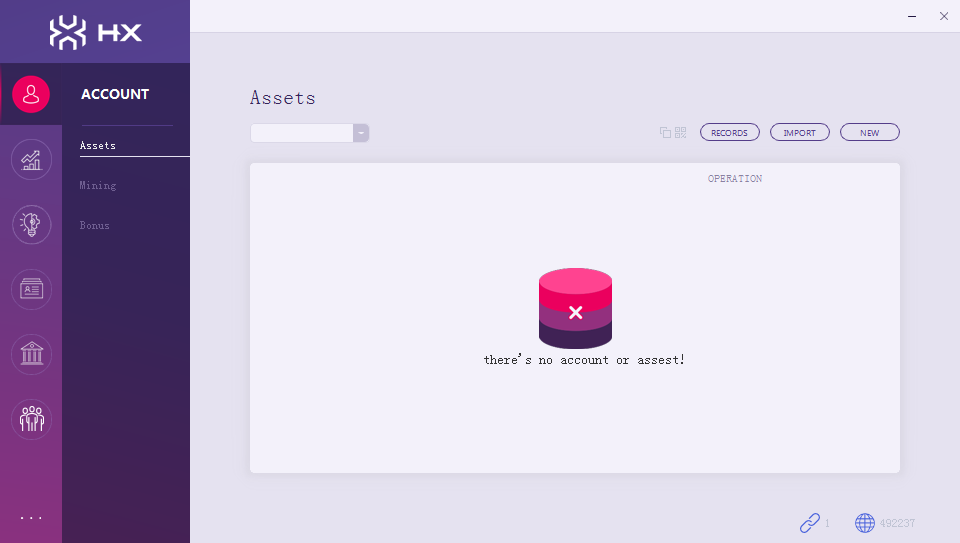 HX
ACCOUNT
Assets
Mining
Bonus
...
Assets
RECORDS
IMPORT
NEW
OPERATION
there's no account or assest!
1
492237